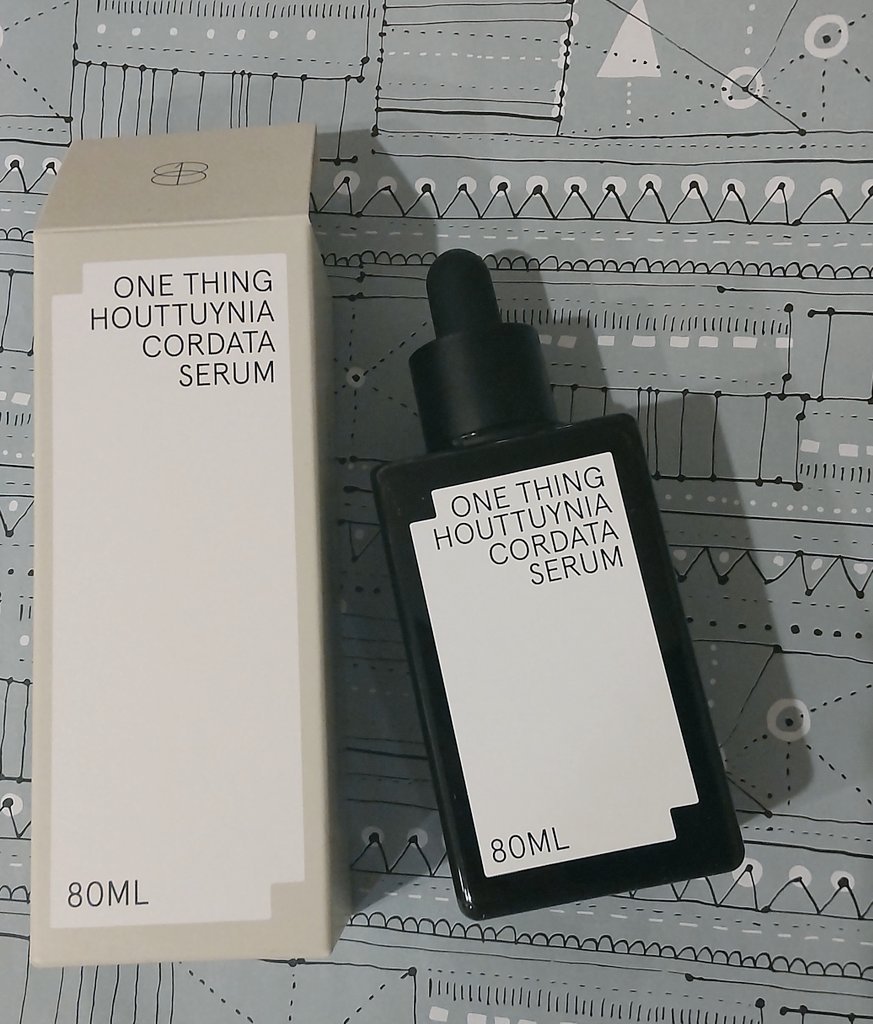 ONE THING
HOUTTUYNIA
CORDATA
SERUM
80ML
ONE THING
HOUTTUYNIA
CORDATA
SERUM
80ML